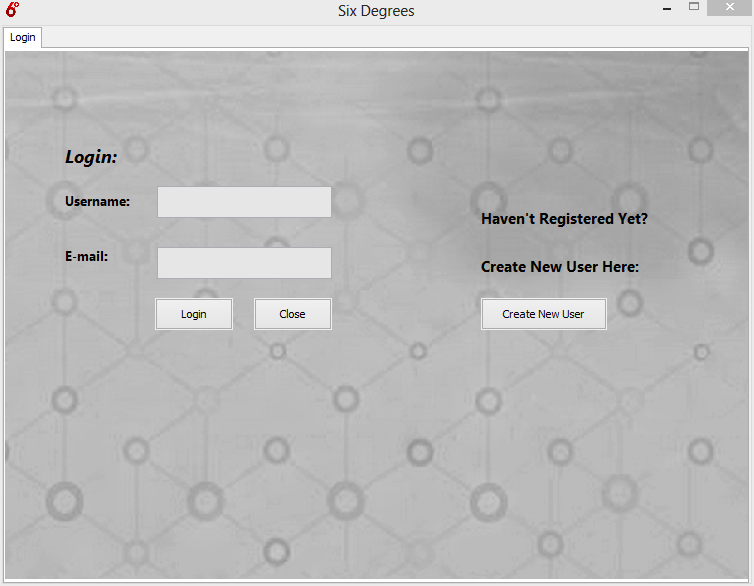 6°
Six Degrees
Login
Login:
Username:
Haven't Registered Yet?
E-mail:
Create New User Here:
Login
Close
Create New User